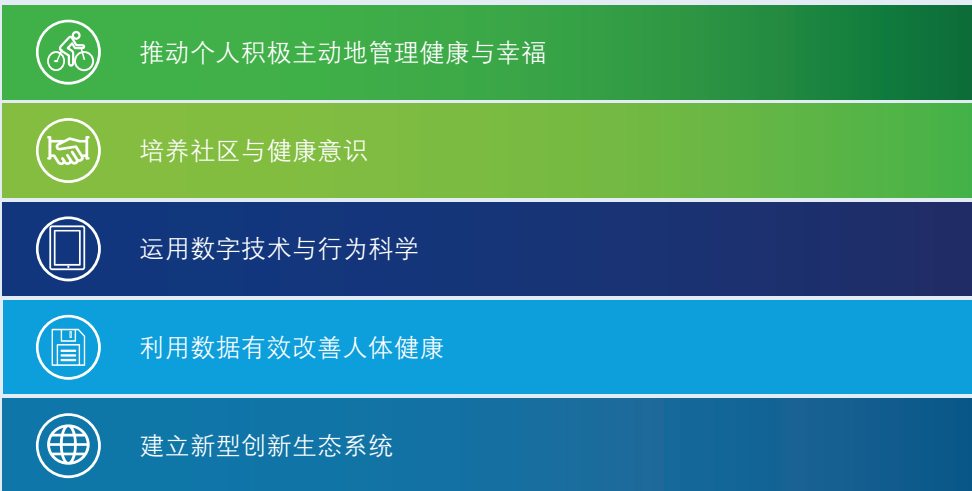 推动个人积极主动地管理健康与幸福
培养社区与健康意识
运用数字技术与行为科学
利用数据有效改善人体健康
建立新型创新生态系统